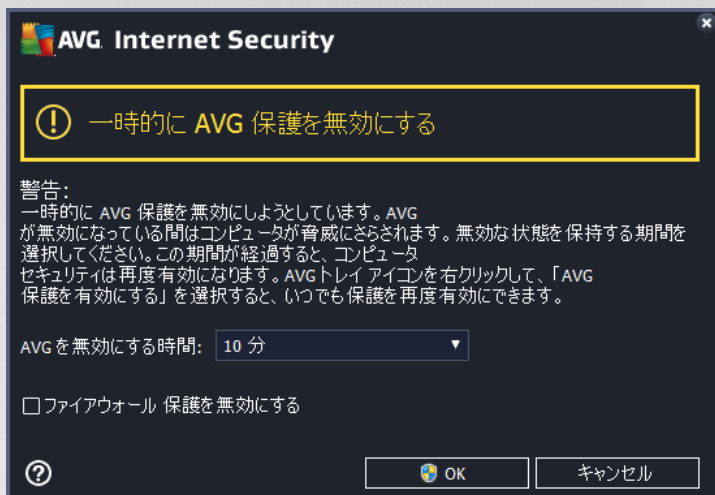 AVG. Internet Security
一時的に AVG 保護を無効にする
警告:
一時的に AVG 保護を無効にしようとしています。AVG
が無効になっている間はコンピュータが脅威にさらされます。無効な状態を保持する期間を
選択してください。この期間が経過すると、コンピュータ
セキュリティは再度有効になります。AVGトレイ アイコンを右クリックして、「AVG
保護を有効にする」を選択すると、いつでも保護を再度有効にできます。
AVGを無効にする時間: 10 分
ファイアウォール 保護を無効にする
OK キャンセル